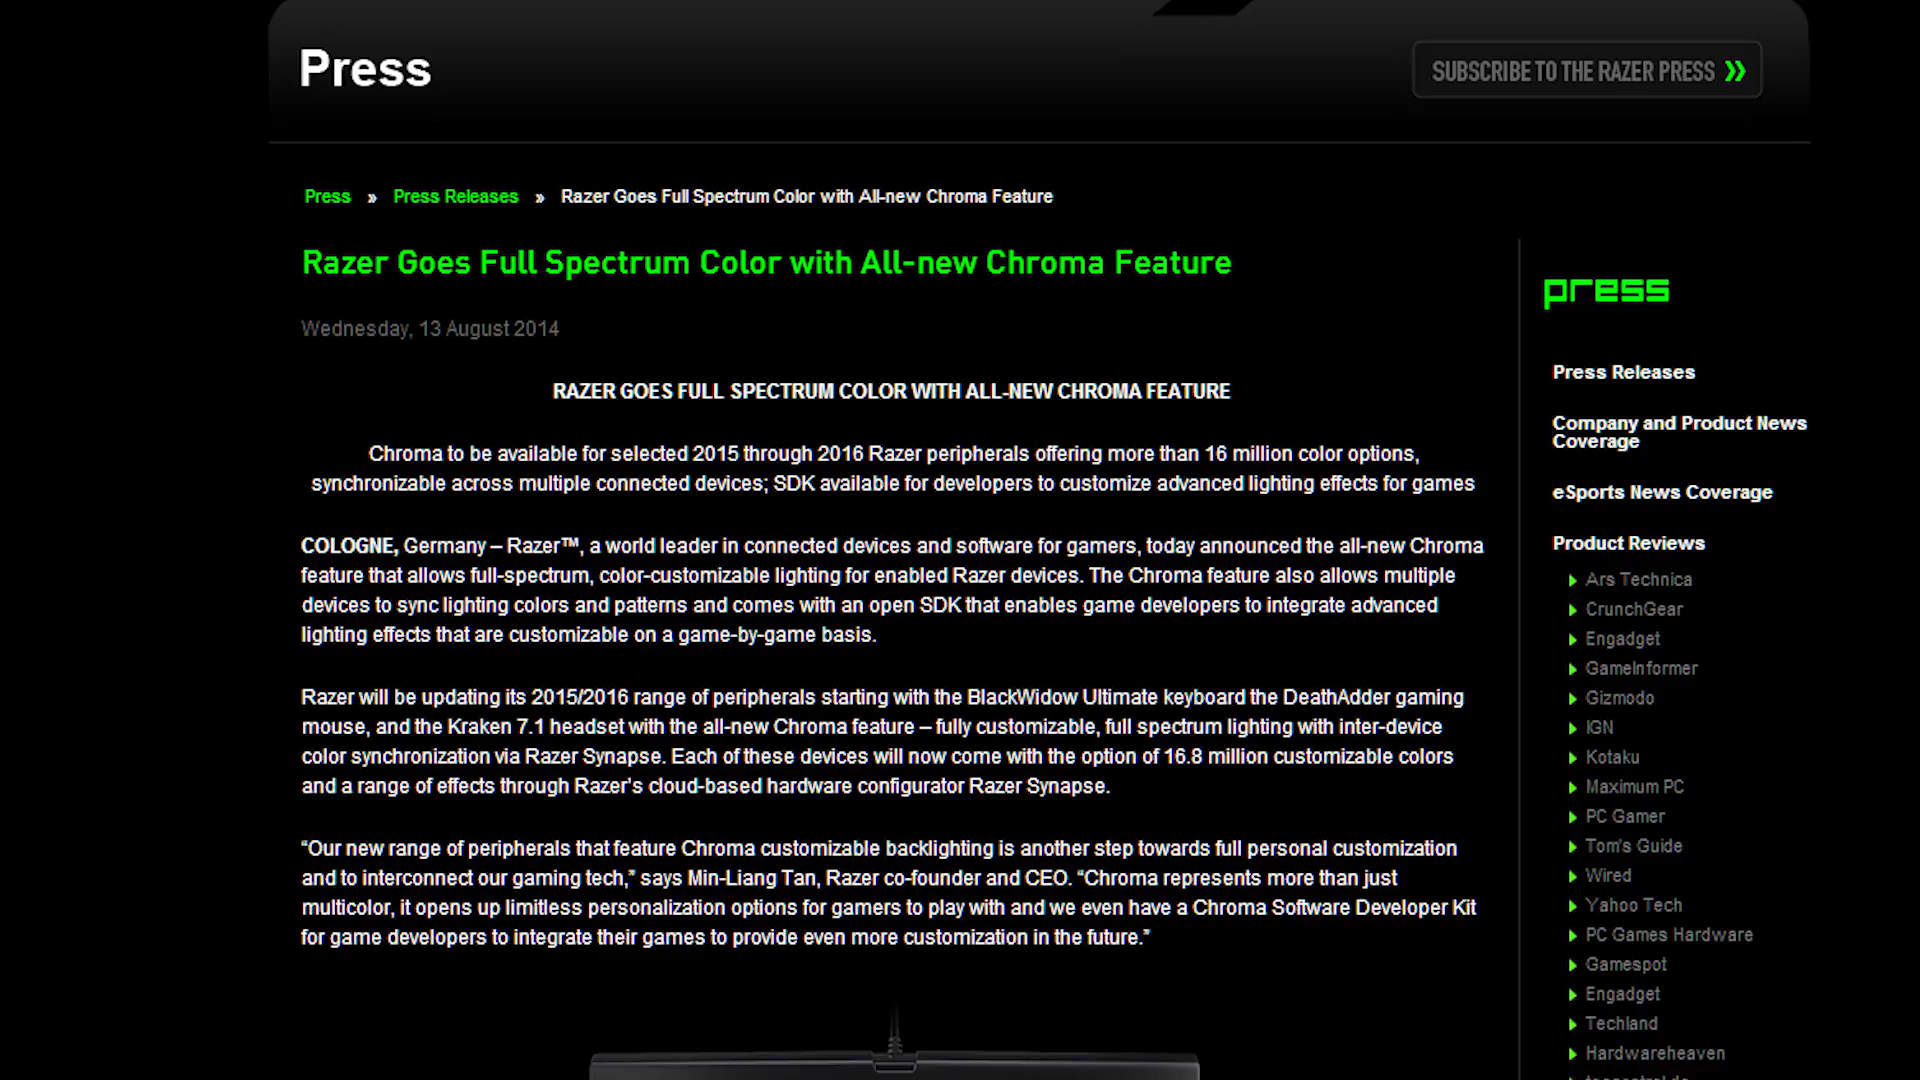 Press
SUBSCRIBE TO THE RAZER PRESS »
Press » Press Releases » Razer Goes Full Spectrum Color with All-new Chroma Feature
Razer Goes Full Spectrum Color with All-new Chroma Feature
Wednesday, 13 August 2014
RAZER GOES FULL SPECTRUM COLOR WITH ALL-NEW CHROMA FEATURE
Chroma to be available for selected 2015 through 2016 Razer peripherals offering more than 16 million color options,
synchronizable across multiple connected devices; SDK available for developers to customize advanced lighting effects for games
COLOGNE, Germany – Razer™, a world leader in connected devices and software for gamers, today announced the all-new Chroma
feature that allows full-spectrum, color-customizable lighting for enabled Razer devices. The Chroma feature also allows multiple
devices to sync lighting colors and patterns and comes with an open SDK that enables game developers to integrate advanced
lighting effects that are customizable on a game-by-game basis.
Razer will be updating its 2015/2016 range of peripherals starting with the BlackWidow Ultimate keyboard the DeathAdder gaming
mouse, and the Kraken 7.1 headset with the all-new Chroma feature – fully customizable, full spectrum lighting with inter-device
color synchronization via Razer Synapse. Each of these devices will now come with the option of 16.8 million customizable colors
and a range of effects through Razer's cloud-based hardware configurator Razer Synapse.
“Our new range of peripherals that feature Chroma customizable backlighting is another step towards full personal customization
and to interconnect our gaming tech,” says Min-Liang Tan, Razer co-founder and CEO. “Chroma represents more than just
multicolor, it opens up limitless personalization options for gamers to play with and we even have a Chroma Software Developer Kit
for game developers to integrate their games to provide even more customization in the future.”
press
Press Releases
Company and Product News
Coverage
eSports News Coverage
Product Reviews
Ars Technica
CrunchGear
Engadget
GameInformer
Gizmodo
IGN
Kotaku
Maximum PC
PC Gamer
Tom's Guide
Wired
Yahoo Tech
PC Games Hardware
Gamespot
Engadget
Techland
Hardwareheaven